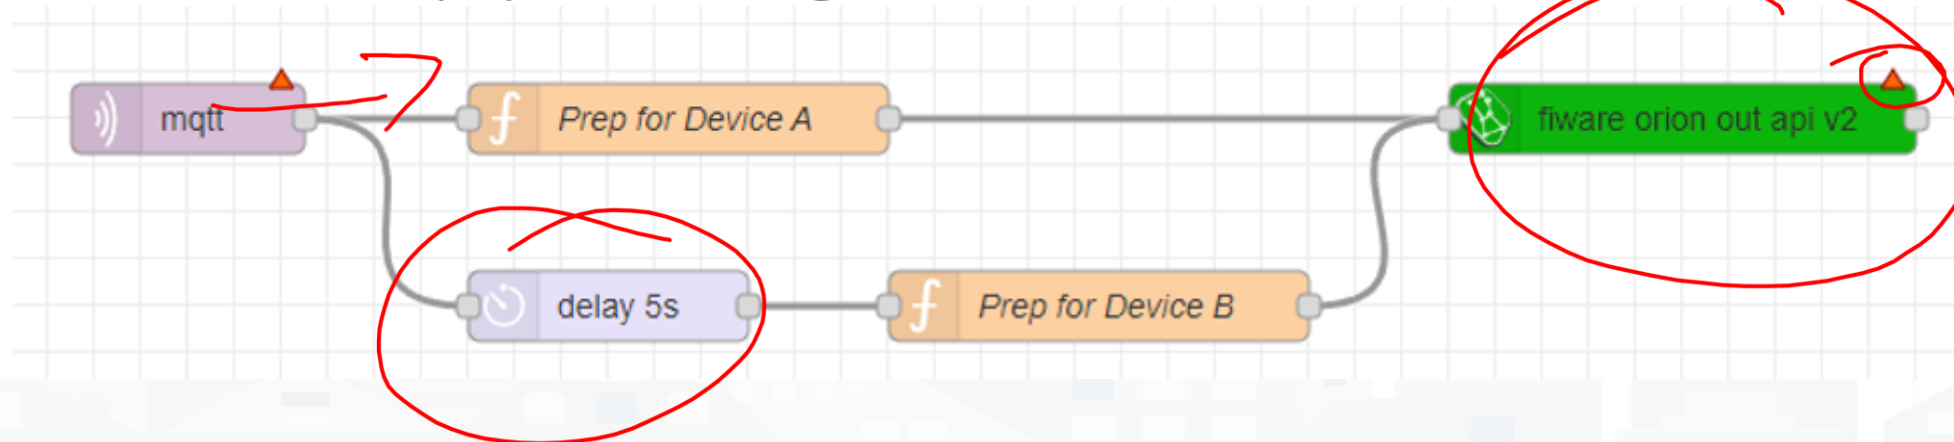 mqtt
Prep for Device A
fiware orion out api v2
delay 5s
Prep for Device B